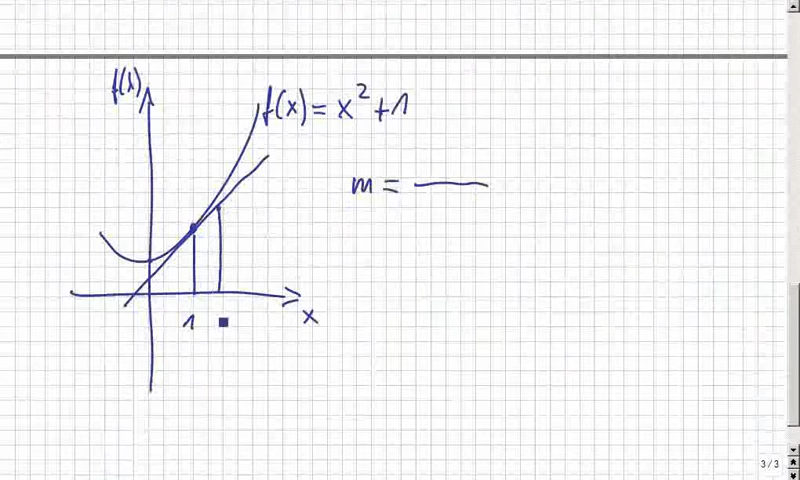 f(x)
f(x) = x² + 1
m =
1
x
3/3